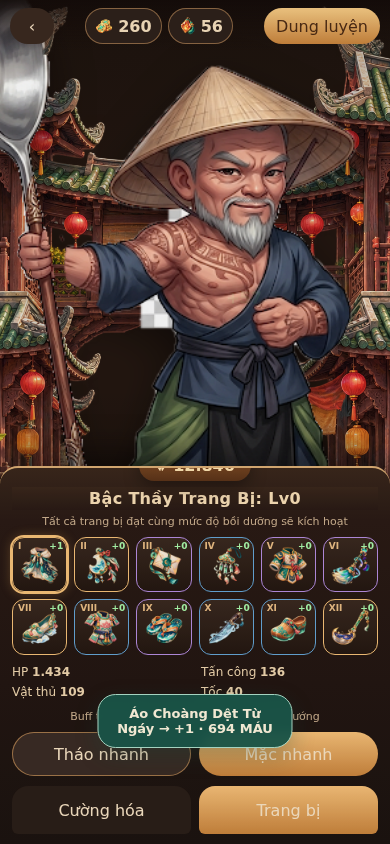 ‹ 260 56 Dung luyện
Bậc Thầy Trang Bị: Lv0
Tất cả trang bị đạt cùng mức độ bồi dưỡng sẽ kích hoạt
I +1 II +0 III +0 IV +0 V +0 VI +0
VII +0 VIII +0 IX +0 X +0 XI +0 XII +0
HP 1.434 Tấn công 136
Vật thủ 109 Tốc 40
Buff
Áo Choàng Dệt Từ
Ngày → +1 · 694 MÁU
Tháo nhanh Mặc nhanh
Cường hóa Trang bị